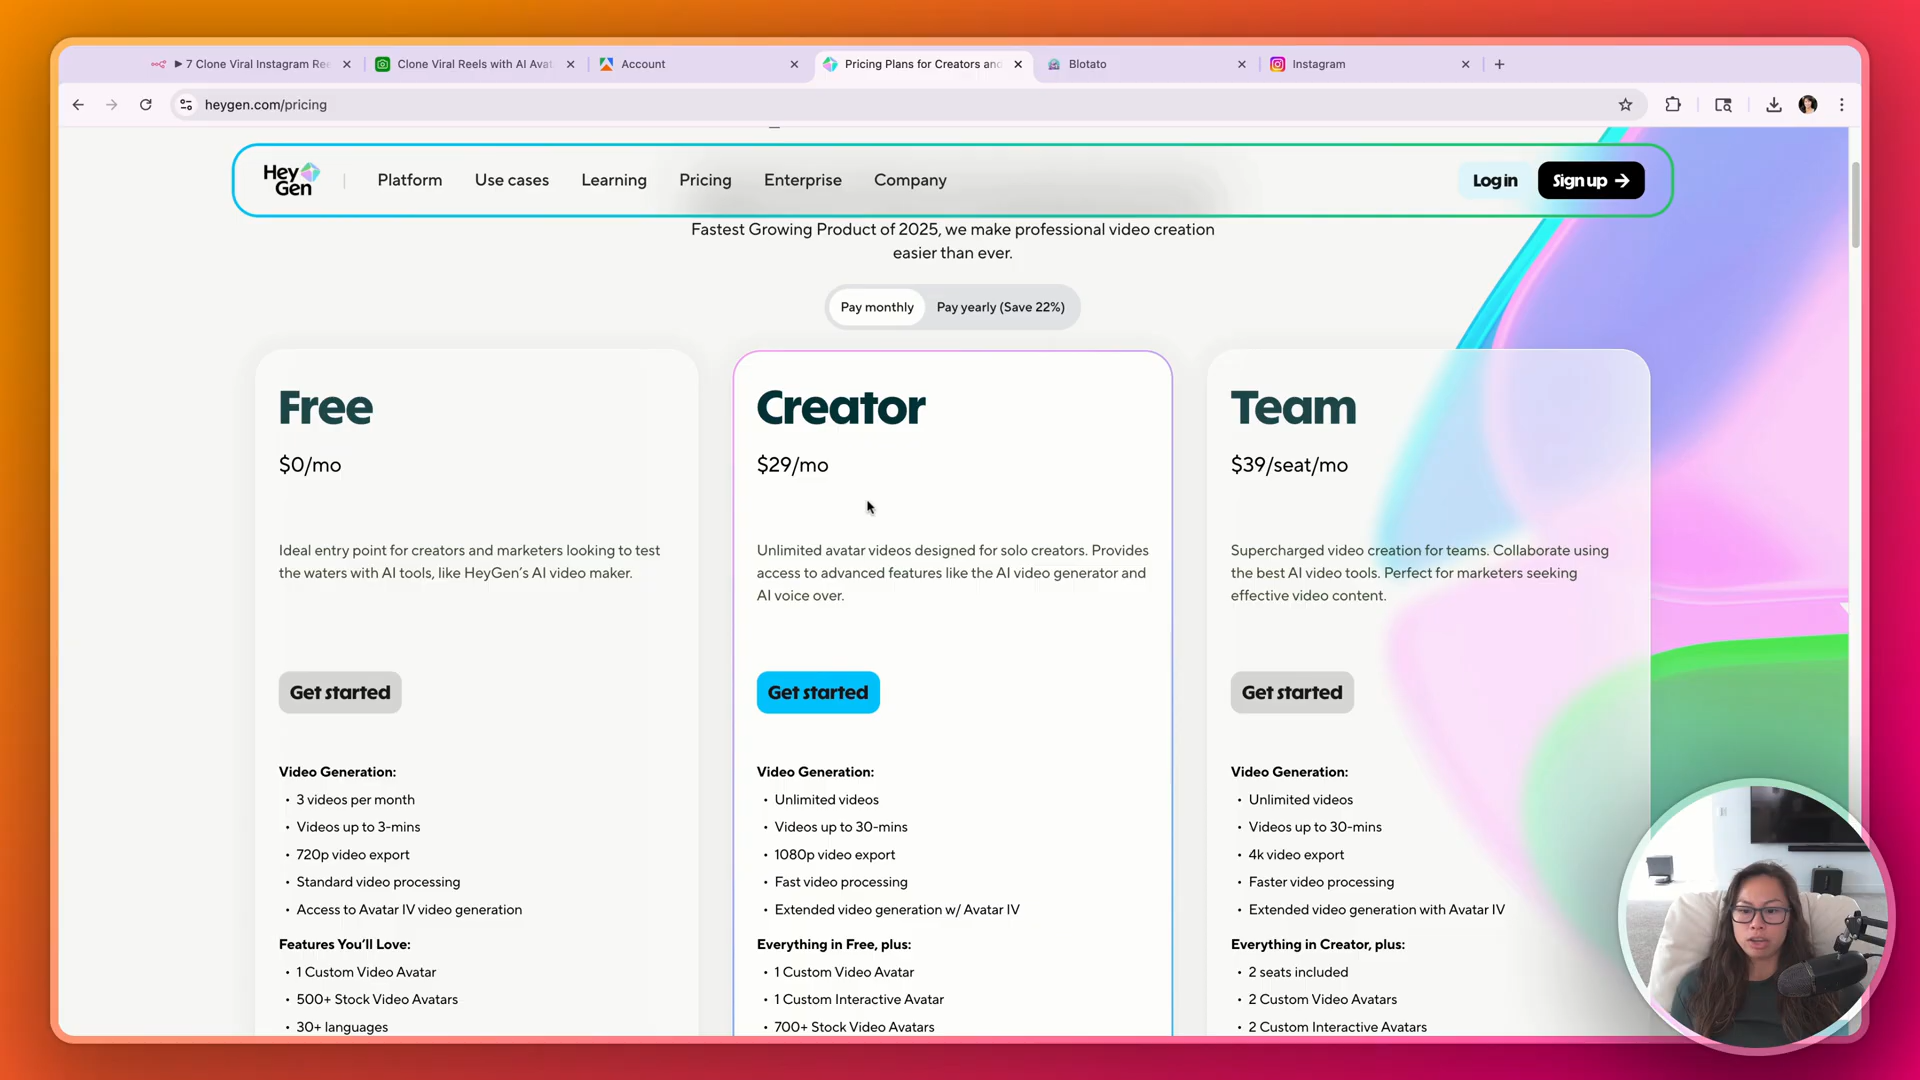 ▶ 7 Clone Viral Instagram Ree
Clone Viral Reels with AI Avat
Account
Pricing Plans for Creators and
Blotato
Instagram
heygen.com/pricing
Hey Gen
Platform
Use cases
Learning
Pricing
Enterprise
Company
Log in
Sign up →
Fastest Growing Product of 2025, we make professional video creation
easier than ever.
Pay monthly
Pay yearly (Save 22%)
Free
$0/mo
Ideal entry point for creators and marketers looking to test
the waters with AI tools, like HeyGen's AI video maker.
Get started
Video Generation:
• 3 videos per month
• Videos up to 3-mins
• 720p video export
• Standard video processing
• Access to Avatar IV video generation
Features You'll Love:
• 1 Custom Video Avatar
• 500+ Stock Video Avatars
• 30+ languages
Creator
$29/mo
Unlimited avatar videos designed for solo creators. Provides
access to advanced features like the AI video generator and
AI voice over.
Get started
Video Generation:
• Unlimited videos
• Videos up to 30-mins
• 1080p video export
• Fast video processing
• Extended video generation w/ Avatar IV
Everything in Free, plus:
• 1 Custom Video Avatar
• 1 Custom Interactive Avatar
• 700+ Stock Video Avatars
Team
$39/seat/mo
Supercharged video creation for teams. Collaborate using
the best AI video tools. Perfect for marketers seeking
effective video content.
Get started
Video Generation:
• Unlimited videos
• Videos up to 30-mins
• 4k video export
• Faster video processing
• Extended video generation with Avatar IV
Everything in Creator, plus:
• 2 seats included
• 2 Custom Video Avatars
• 2 Custom Interactive Avatars